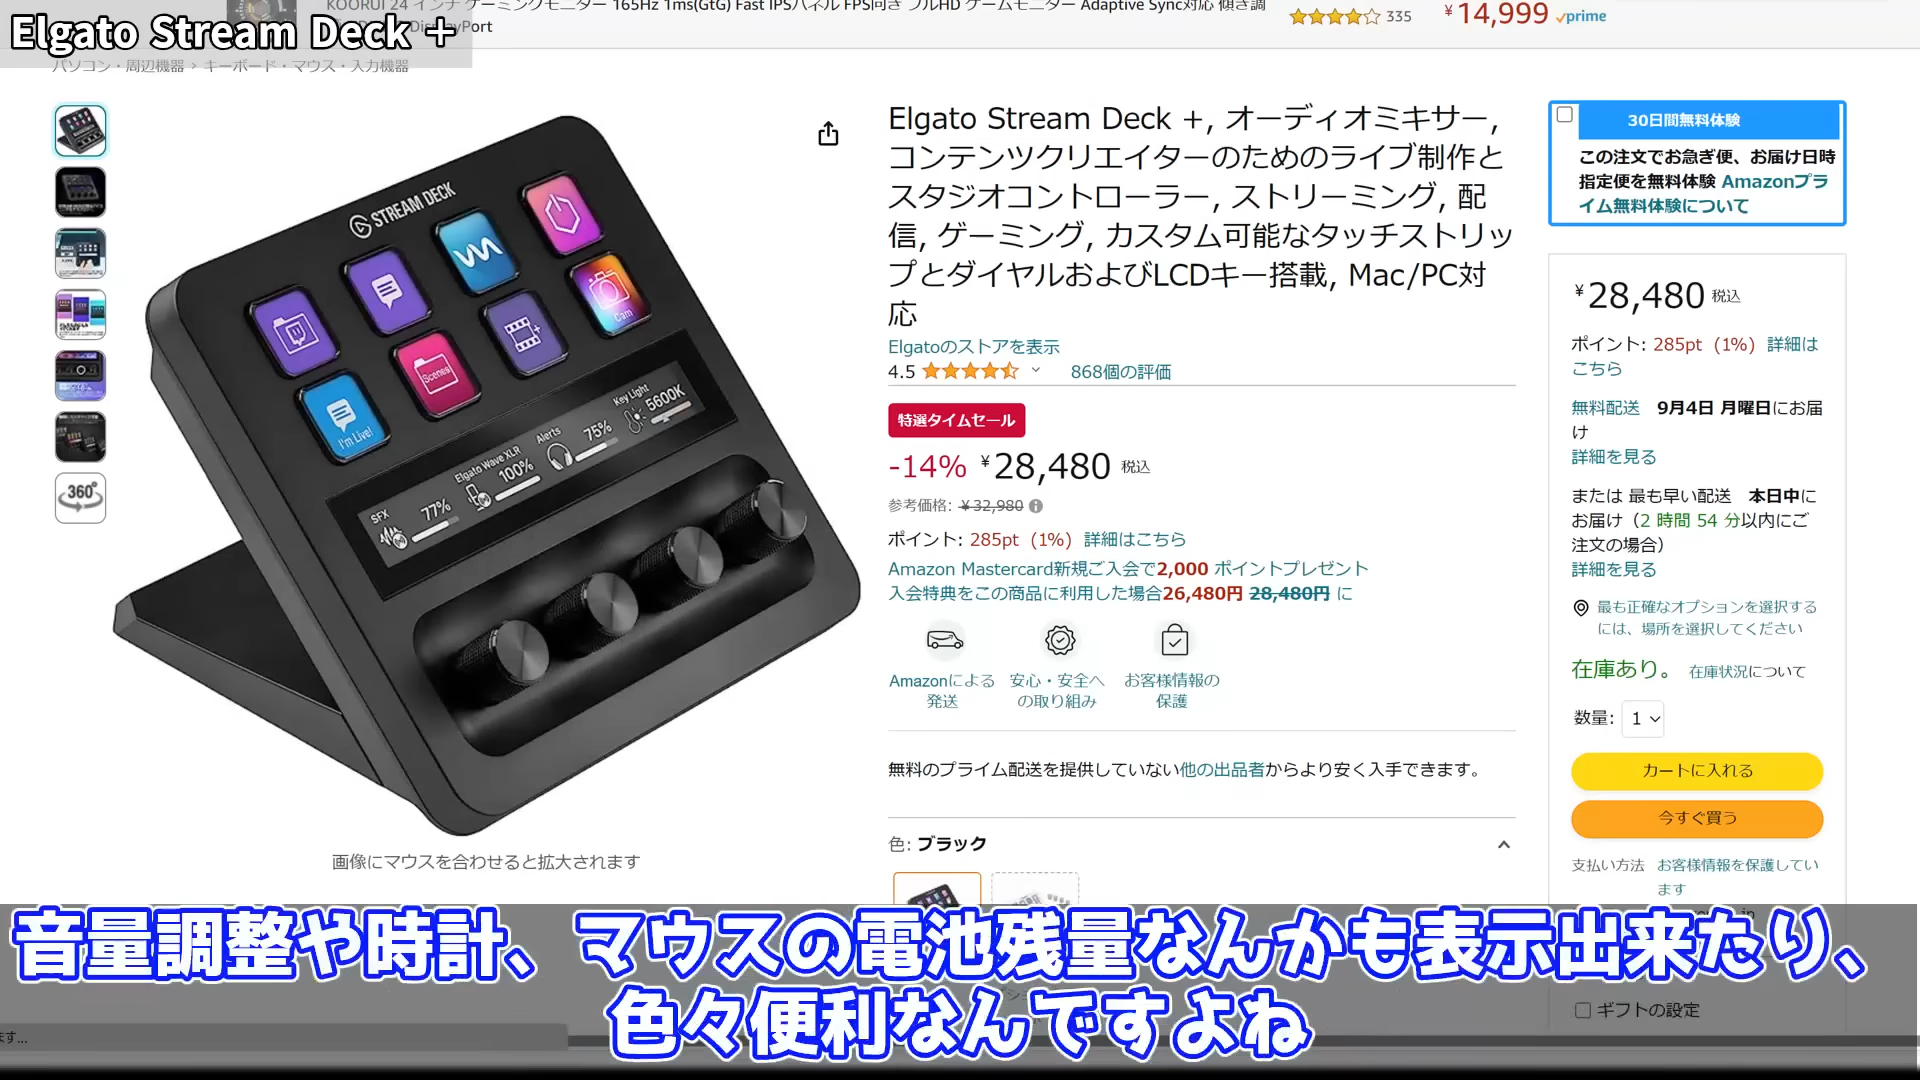 KOORUI 24 インチ ゲーミングモニター 165Hz 1ms(GtG) Fast IPSパネル FPS向き フルHD ゲームモニター Adaptive Sync対応 傾き調
335
¥14,999 prime
Elgato Stream Deck +
パソコン・周辺機器 › キーボード・マウス・入力機器
360°
STREAM DECK
Cam
Scenes
I'm Live!
SFX
77%
Elgato Wave XLR
100%
Alerts
75%
Key Light
5600K
画像にマウスを合わせると拡大されます
Elgato Stream Deck +, オーディオミキサー,
コンテンツクリエイターのためのライブ制作と
スタジオコントローラー, ストリーミング, 配
信, ゲーミング, カスタム可能なタッチストリッ
プとダイヤルおよびLCDキー搭載, Mac/PC対
応
Elgatoのストアを表示
4.5 868個の評価
特選タイムセール
-14% ¥28,480 税込
参考価格: ¥32,980
ポイント: 285pt (1%) 詳細はこちら
Amazon Mastercard新規ご入会で2,000 ポイントプレゼント
入会特典をこの商品に利用した場合26,480円 28,480円 に
Amazonによる
発送
安心・安全へ
の取り組み
お客様情報の
保護
無料のプライム配送を提供していない他の出品者からより安く入手できます。
色: ブラック
30日間無料体験
この注文でお急ぎ便、お届け日時
指定便を無料体験 Amazonプラ
イム無料体験について
¥28,480 税込
ポイント: 285pt (1%) 詳細は
こちら
無料配送 9月4日 月曜日にお届
け
詳細を見る
または 最も早い配送 本日中に
お届け（2 時間 54 分以内にご
注文の場合）
詳細を見る
最も正確なオプションを選択する
には、場所を選択してください
在庫あり。 在庫状況について
数量: 1
カートに入れる
今すぐ買う
支払い方法 お客様情報を保護してい
ます
ギフトの設定
音量調整や時計、マウスの電池残量なんかも表示出来たり、
色々便利なんですよね
ます...